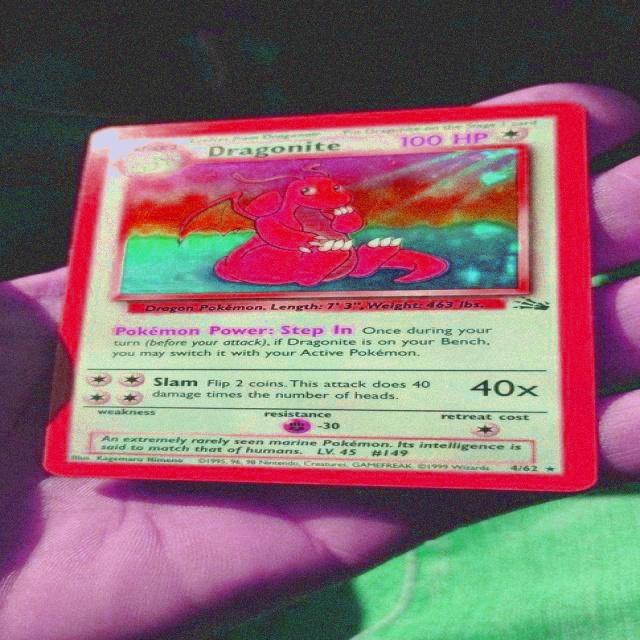 Evolves from Dragonair Put Dragonite on the Stage 1 card
Dragonite 100 HP
Dragon Pokémon. Length: 7' 3", Weight: 463 lbs.
Pokémon Power: Step In Once during your
turn (before your attack), if Dragonite is on your Bench,
you may switch it with your Active Pokémon.
Slam Flip 2 coins. This attack does 40
damage times the number of heads.
40x
weakness resistance retreat cost
-30
An extremely rarely seen marine Pokémon. Its intelligence is
said to match that of humans. LV. 45 #149
Illus. Kagemaru Himeno ©1995, 96, 98 Nintendo, Creatures, GAMEFREAK. ©1999 Wizards. 4/62 ★